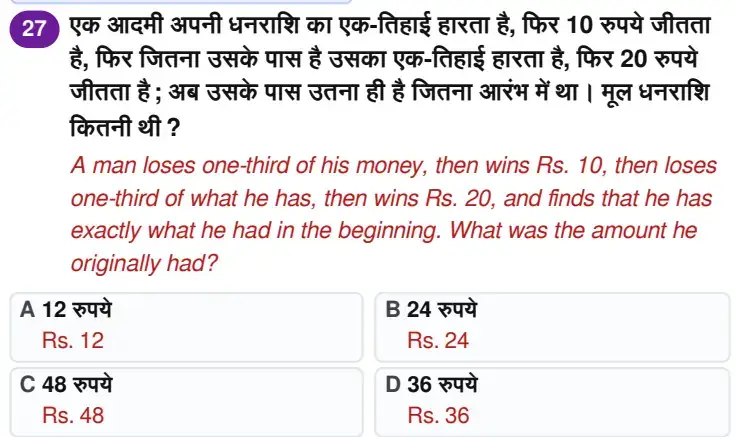 27 एक आदमी अपनी धनराशि का एक-तिहाई हारता है, फिर 10 रुपये जीतता
है, फिर जितना उसके पास है उसका एक-तिहाई हारता है, फिर 20 रुपये
जीतता है ; अब उसके पास उतना ही है जितना आरंभ में था । मूल धनराशि
कितनी थी ?
A man loses one-third of his money, then wins Rs. 10, then loses
one-third of what he has, then wins Rs. 20, and finds that he has
exactly what he had in the beginning. What was the amount he
originally had?
A 12 रुपये
Rs. 12
B 24 रुपये
Rs. 24
C 48 रुपये
Rs. 48
D 36 रुपये
Rs. 36